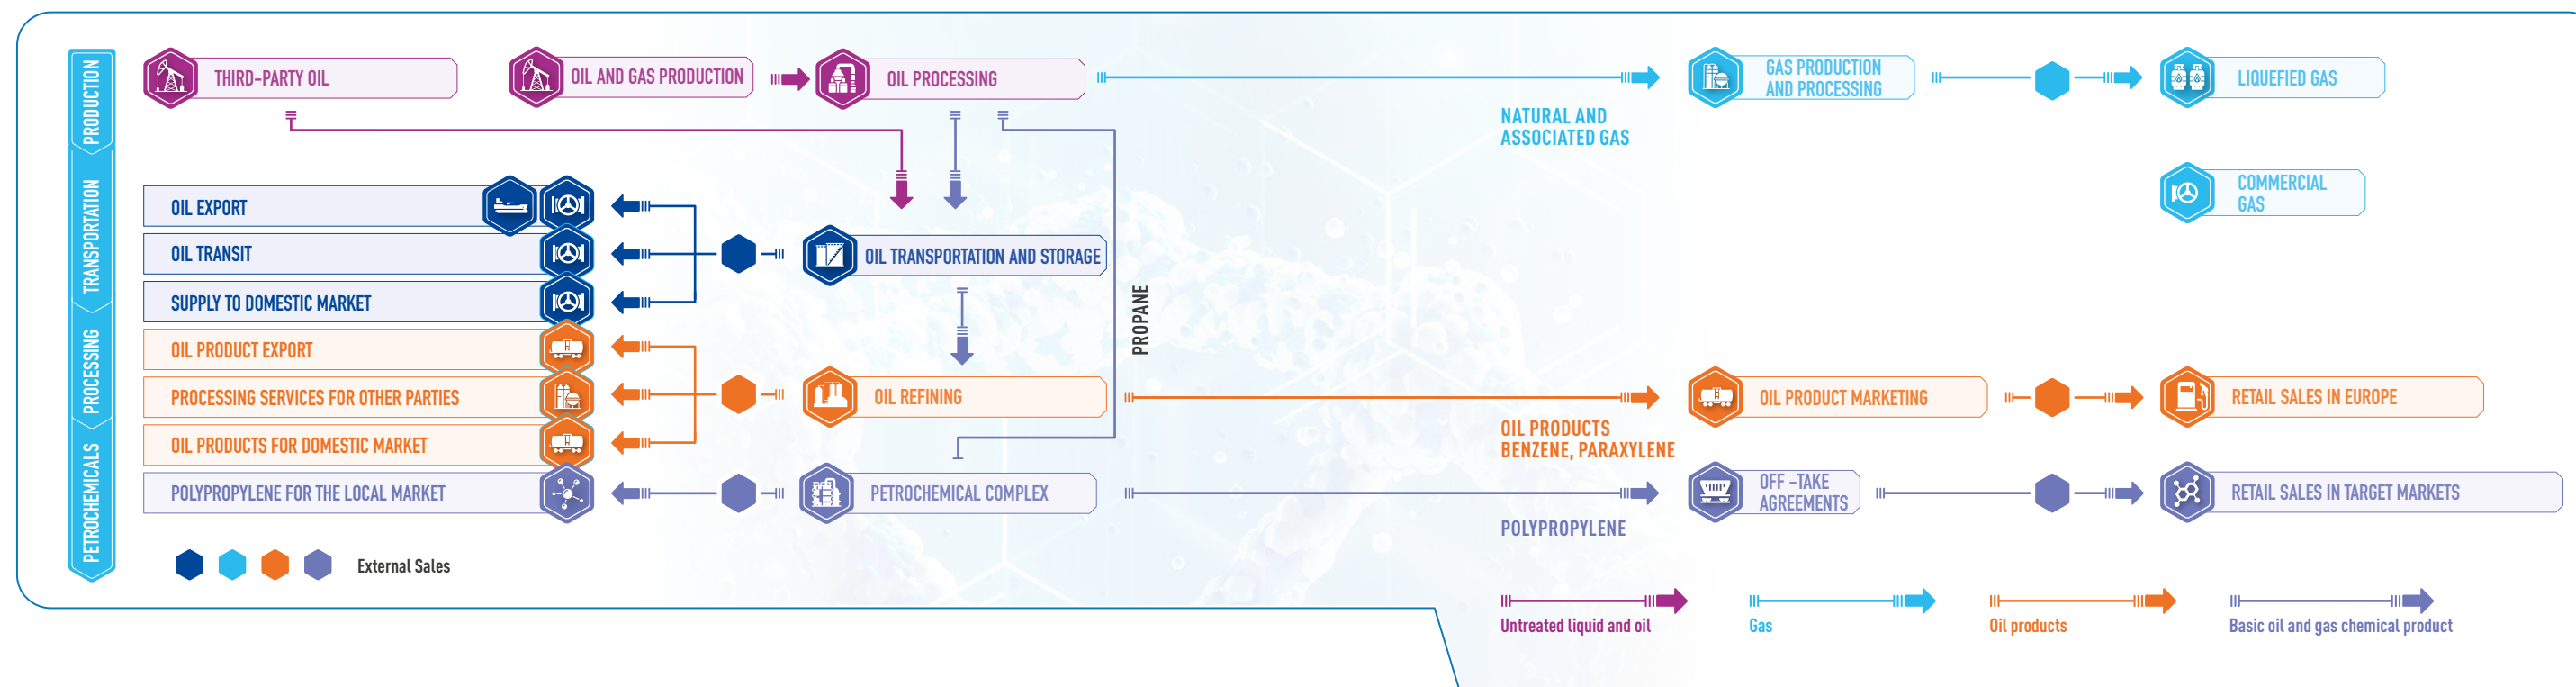 PRODUCTION
TRANSPORTATION
PROCESSING
PETROCHEMICALS
THIRD-PARTY OIL
OIL AND GAS PRODUCTION
OIL PROCESSING
NATURAL AND
ASSOCIATED GAS
GAS PRODUCTION
AND PROCESSING
LIQUEFIED GAS
COMMERCIAL
GAS
OIL EXPORT
OIL TRANSIT
SUPPLY TO DOMESTIC MARKET
OIL TRANSPORTATION AND STORAGE
PROPANE
OIL PRODUCT EXPORT
PROCESSING SERVICES FOR OTHER PARTIES
OIL PRODUCTS FOR DOMESTIC MARKET
OIL REFINING
OIL PRODUCTS
BENZENE, PARAXYLENE
OIL PRODUCT MARKETING
RETAIL SALES IN EUROPE
POLYPROPYLENE FOR THE LOCAL MARKET
PETROCHEMICAL COMPLEX
POLYPROPYLENE
OFF -TAKE
AGREEMENTS
RETAIL SALES IN TARGET MARKETS
External Sales
Untreated liquid and oil
Gas
Oil products
Basic oil and gas chemical product